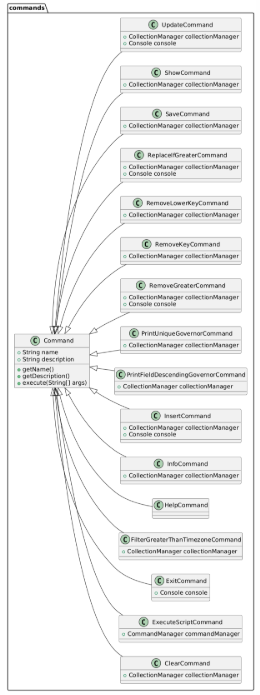 commands
C UpdateCommand
CollectionManager collectionManager
Console console
C ShowCommand
CollectionManager collectionManager
C SaveCommand
CollectionManager collectionManager
C ReplaceIfGreaterCommand
CollectionManager collectionManager
Console console
C RemoveLowerKeyCommand
CollectionManager collectionManager
C RemoveKeyCommand
CollectionManager collectionManager
C RemoveGreaterCommand
CollectionManager collectionManager
Console console
C Command
String name
String description
getName()
getDescription()
execute(String[] args)
C PrintUniqueGovernorCommand
CollectionManager collectionManager
C PrintFieldDescendingGovernorCommand
CollectionManager collectionManager
C InsertCommand
CollectionManager collectionManager
Console console
C InfoCommand
CollectionManager collectionManager
C HelpCommand
C FilterGreaterThanTimezoneCommand
CollectionManager collectionManager
C ExitCommand
Console console
C ExecuteScriptCommand
CommandManager commandManager
C ClearCommand
CollectionManager collectionManager